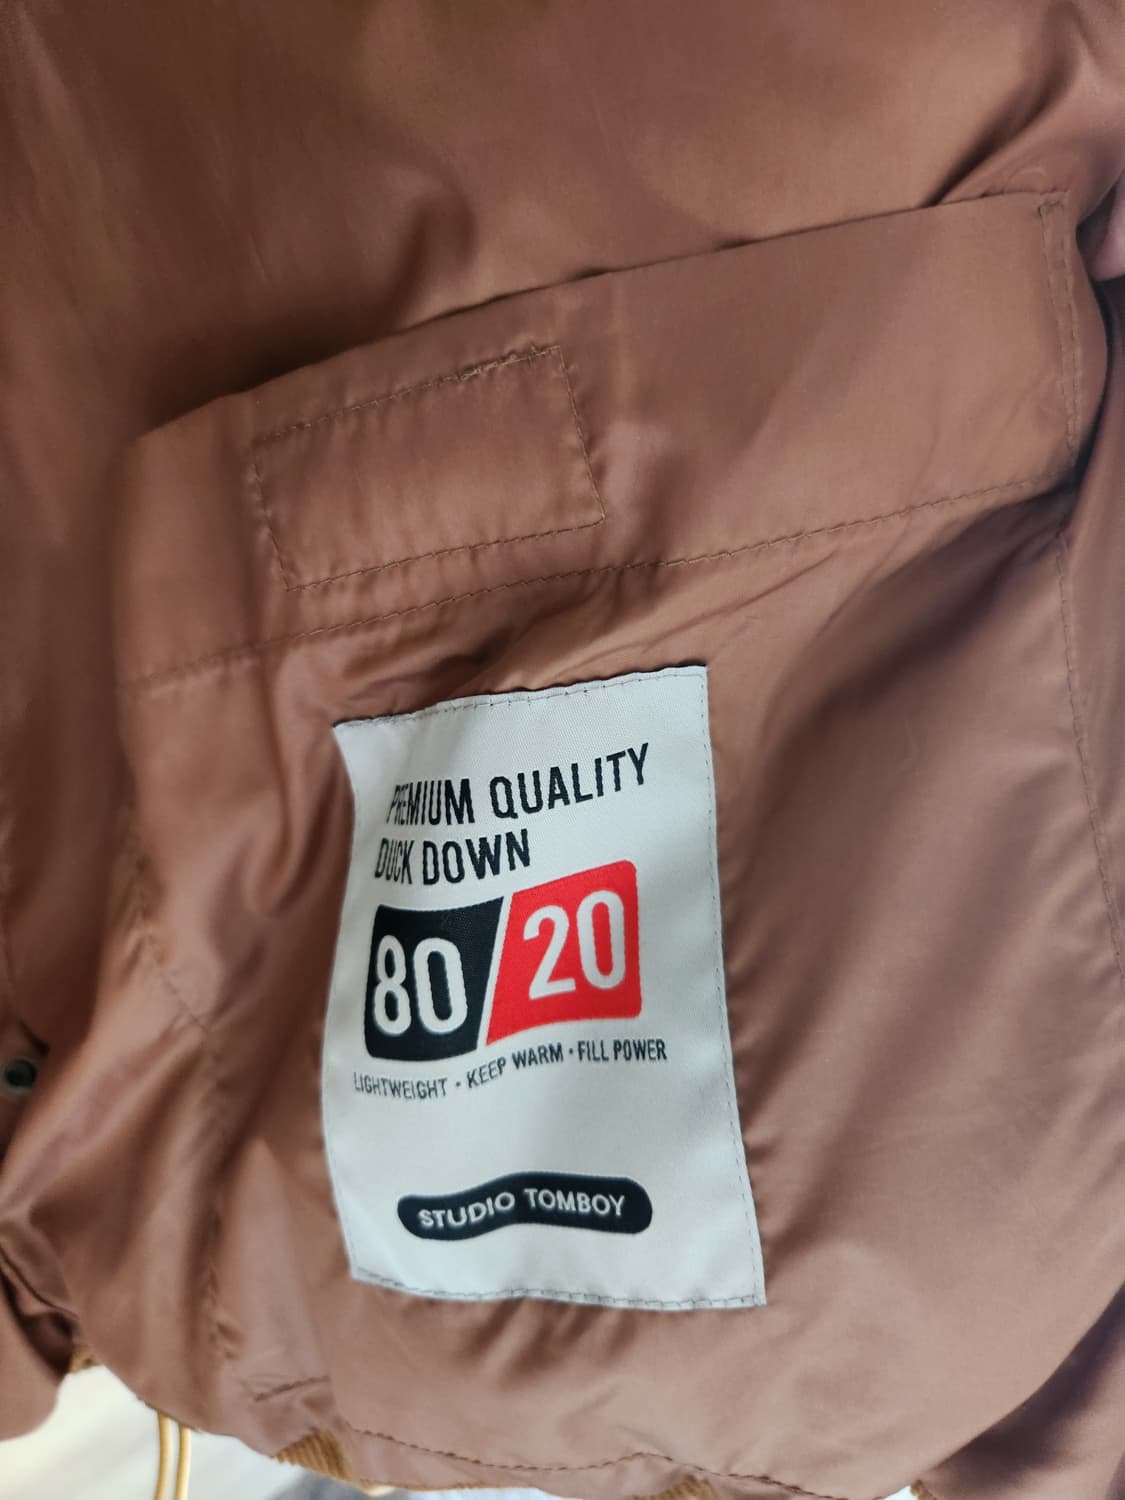 PREMIUM QUALITY
DUCK DOWN
80 20
LIGHTWEIGHT · KEEP WARM · FILL POWER
STUDIO TOMBOY